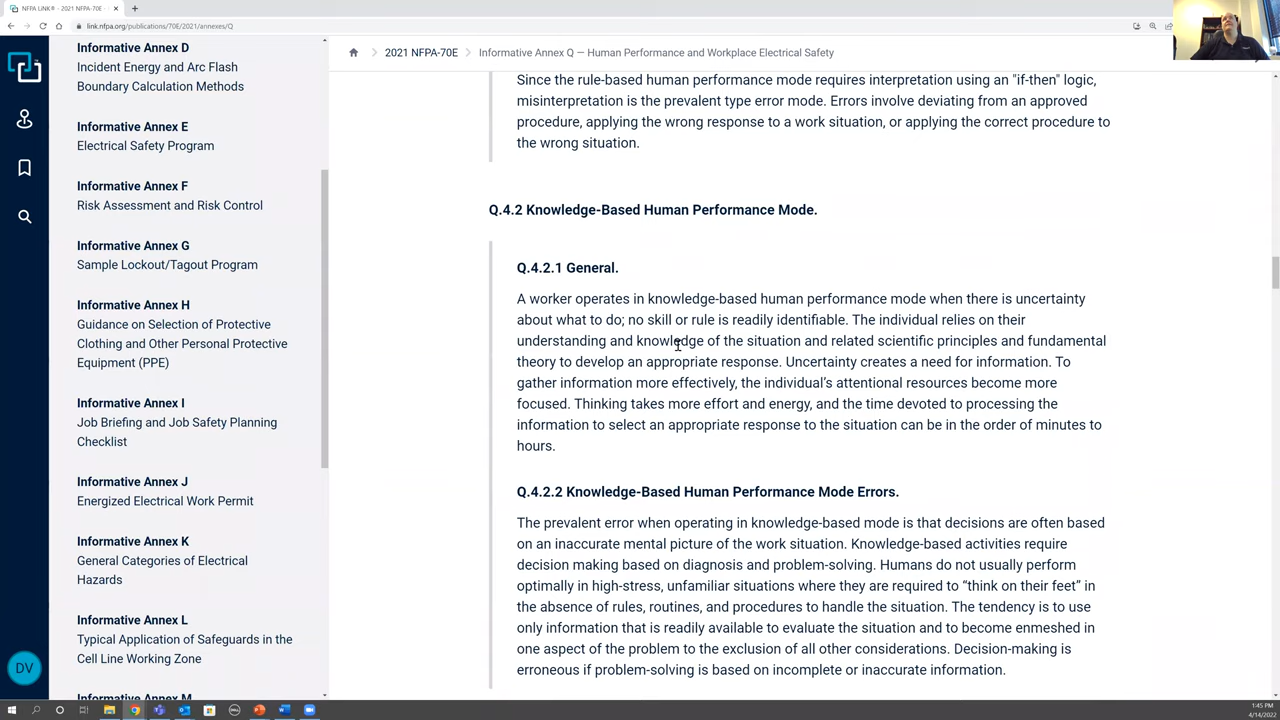 NFPA LiNK® - 2021 NFPA-70E
link.nfpa.org/publications/70E/2021/annexes/Q
Informative Annex D
Incident Energy and Arc Flash
Boundary Calculation Methods
Informative Annex E
Electrical Safety Program
Informative Annex F
Risk Assessment and Risk Control
Informative Annex G
Sample Lockout/Tagout Program
Informative Annex H
Guidance on Selection of Protective
Clothing and Other Personal Protective
Equipment (PPE)
Informative Annex I
Job Briefing and Job Safety Planning
Checklist
Informative Annex J
Energized Electrical Work Permit
Informative Annex K
General Categories of Electrical
Hazards
Informative Annex L
Typical Application of Safeguards in the
Cell Line Working Zone
Informative Annex M
DV
2021 NFPA-70E
Informative Annex Q — Human Performance and Workplace Electrical Safety
Since the rule-based human performance mode requires interpretation using an "if-then" logic,
misinterpretation is the prevalent type error mode. Errors involve deviating from an approved
procedure, applying the wrong response to a work situation, or applying the correct procedure to
the wrong situation.
Q.4.2 Knowledge-Based Human Performance Mode.
Q.4.2.1 General.
A worker operates in knowledge-based human performance mode when there is uncertainty
about what to do; no skill or rule is readily identifiable. The individual relies on their
understanding and knowledge of the situation and related scientific principles and fundamental
theory to develop an appropriate response. Uncertainty creates a need for information. To
gather information more effectively, the individual's attentional resources become more
focused. Thinking takes more effort and energy, and the time devoted to processing the
information to select an appropriate response to the situation can be in the order of minutes to
hours.
Q.4.2.2 Knowledge-Based Human Performance Mode Errors.
The prevalent error when operating in knowledge-based mode is that decisions are often based
on an inaccurate mental picture of the work situation. Knowledge-based activities require
decision making based on diagnosis and problem-solving. Humans do not usually perform
optimally in high-stress, unfamiliar situations where they are required to “think on their feet” in
the absence of rules, routines, and procedures to handle the situation. The tendency is to use
only information that is readily available to evaluate the situation and to become enmeshed in
one aspect of the problem to the exclusion of all other considerations. Decision-making is
erroneous if problem-solving is based on incomplete or inaccurate information.
1:45 PM
4/14/2022